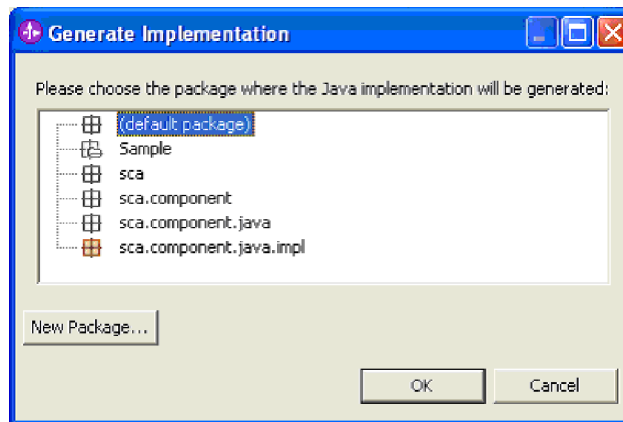 Generate Implementation
Please choose the package where the Java implementation will be generated:
(default package)
Sample
sca
sca.component
sca.component.java
sca.component.java.impl
New Package...
OK Cancel